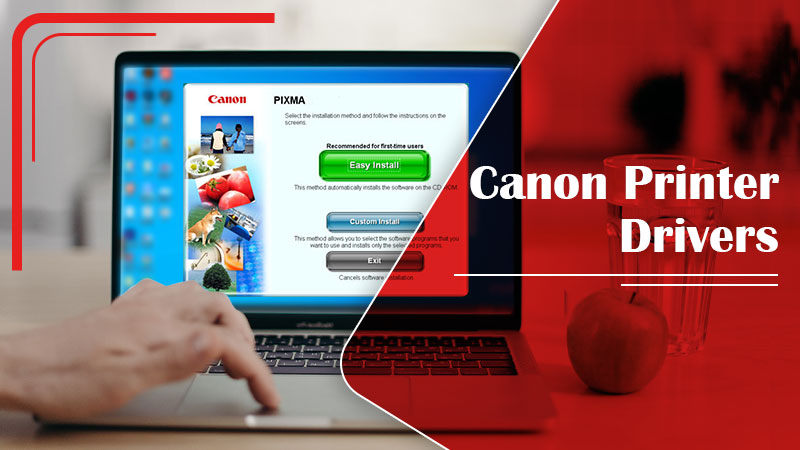 Canon PIXMA
Select the installation method and follow the instructions on the
screens.
Recommended for first-time users
Easy Install
This method automatically installs the software on the CD-ROM.
Custom Install
This method allows you to select the software programs that you
want to use and installs only the selected programs.
Exit
Cancels software installation.
Canon Printer
Drivers